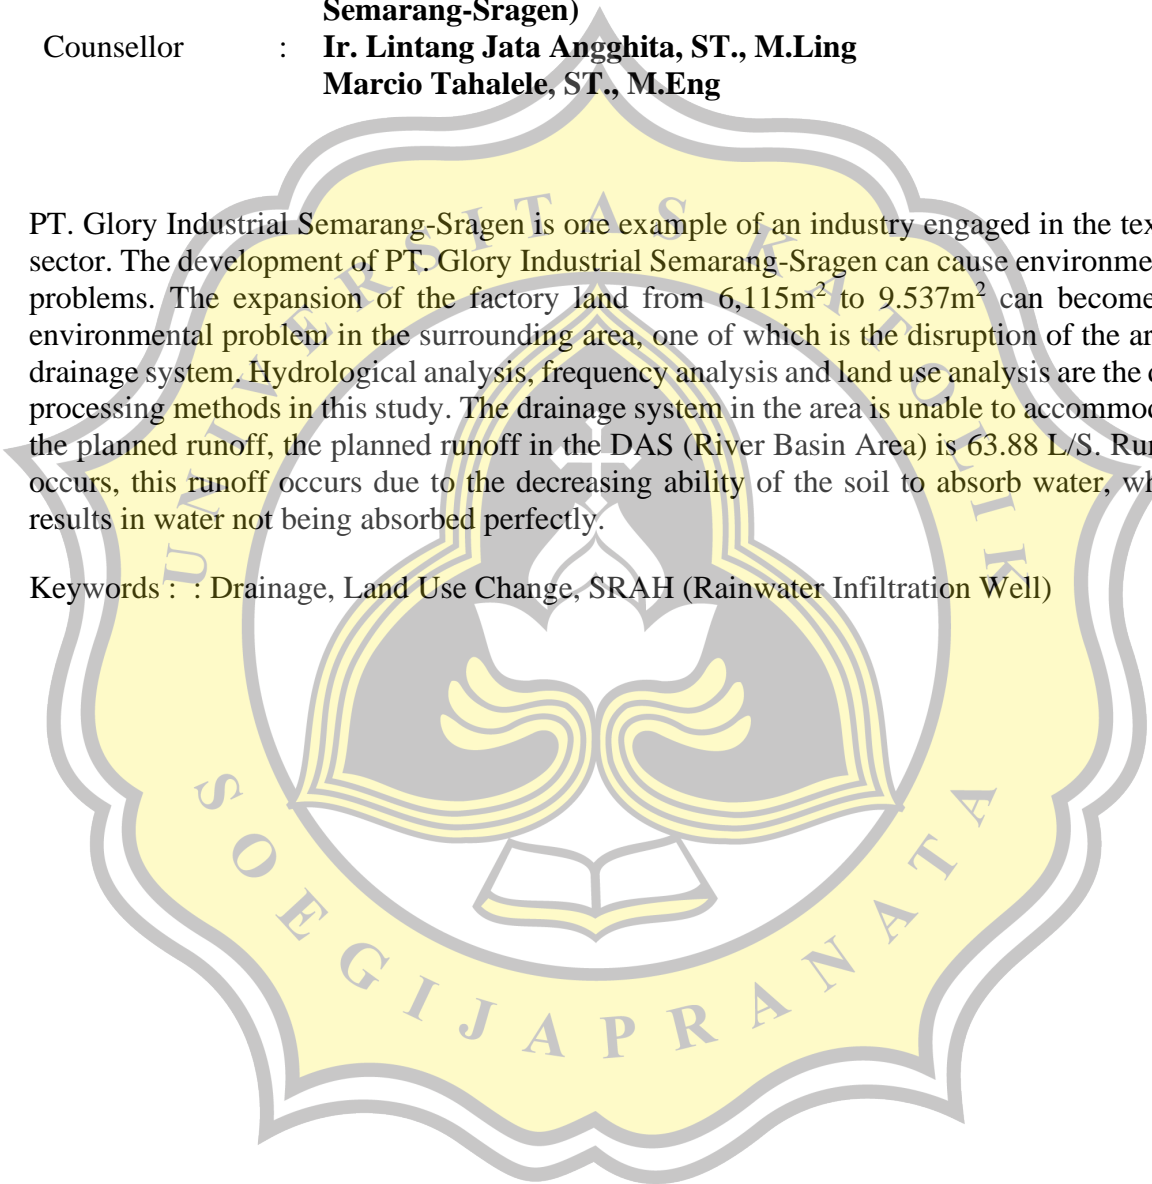 Semarang-Sragen)
Counsellor : Ir. Lintang Jata Angghita, ST., M.Ling
Marcio Tahalele, ST., M.Eng
PT. Glory Industrial Semarang-Sragen is one example of an industry engaged in the tex
sector. The development of PT. Glory Industrial Semarang-Sragen can cause environme
problems. The expansion of the factory land from 6,115m² to 9.537m² can become
environmental problem in the surrounding area, one of which is the disruption of the ar
drainage system. Hydrological analysis, frequency analysis and land use analysis are the d
processing methods in this study. The drainage system in the area is unable to accommod
the planned runoff, the planned runoff in the DAS (River Basin Area) is 63.88 L/S. Run
occurs, this runoff occurs due to the decreasing ability of the soil to absorb water, wh
results in water not being absorbed perfectly.
Keywords : : Drainage, Land Use Change, SRAH (Rainwater Infiltration Well)
UNIVERSITAS KATOLIK
SOEGIJAPRANATA